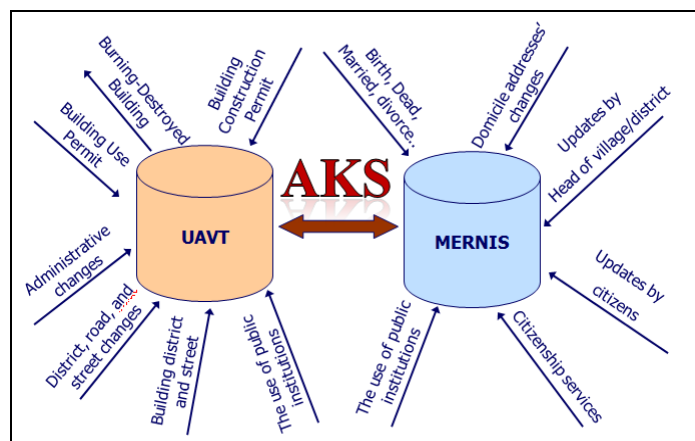 Burning-Destroyed
Building
Building
Construction
Permit
Birth, Dead,
Married, divorce..
Domicile addresses'
changes
Building Use
Permit
Updates by
Head of village/district
AKS
UAVT
MERNIS
Administrative
changes
Updates by
citizens
District, road, and
street changes
Building district
and street
The use of public
institutions
The use of public
institutions
Citizenship services